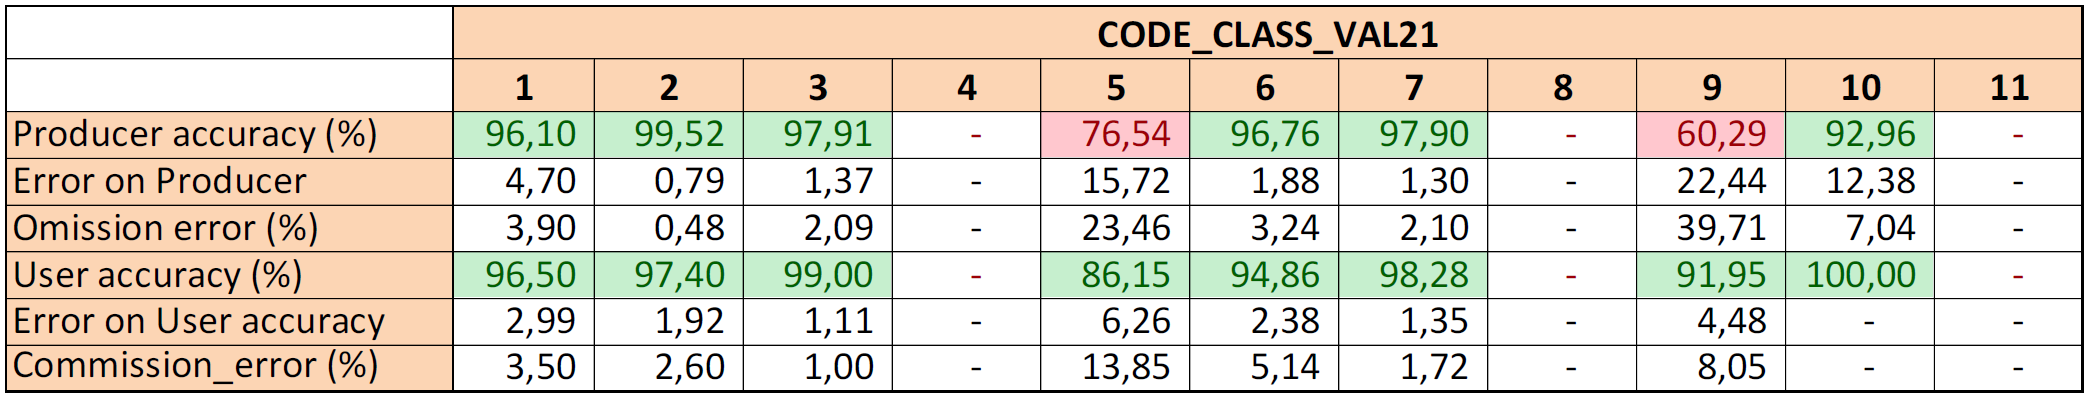 CODE_CLASS_VAL21
1 2 3 4 5 6 7 8 9 10 11
Producer accuracy (%) 96,10 99,52 97,91 - 76,54 96,76 97,90 - 60,29 92,96 -
Error on Producer 4,70 0,79 1,37 - 15,72 1,88 1,30 - 22,44 12,38 -
Omission error (%) 3,90 0,48 2,09 - 23,46 3,24 2,10 - 39,71 7,04 -
User accuracy (%) 96,50 97,40 99,00 - 86,15 94,86 98,28 - 91,95 100,00 -
Error on User accuracy 2,99 1,92 1,11 - 6,26 2,38 1,35 - 4,48 - -
Commission_error (%) 3,50 2,60 1,00 - 13,85 5,14 1,72 - 8,05 - -